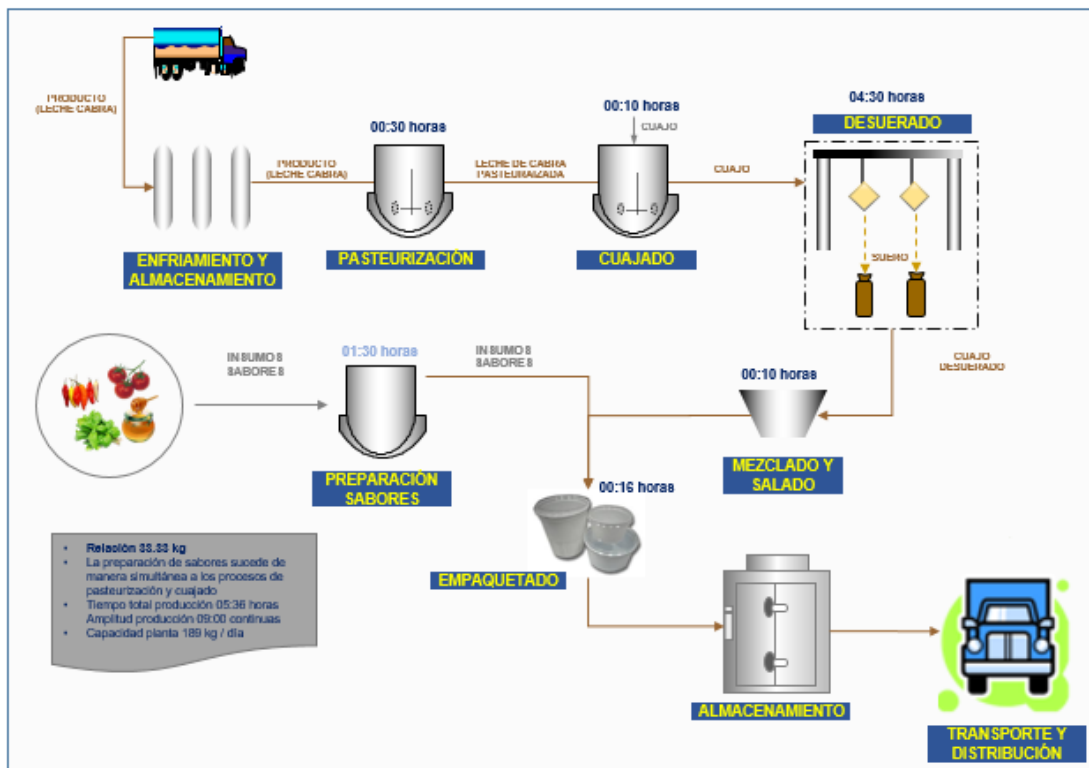 PRODUCTO
(LECHE CABRA)
00:30 horas
00:10 horas
CUAJO
04:30 horas
DESUERADO
PRODUCTO
(LECHE CABRA)
LECHE DE CABRA
PASTEURIZADA
CUAJO
ENFRIAMIENTO Y
ALMACENAMIENTO
PASTEURIZACIÓN
CUAJADO
SUERO
INSUMOS
SABORES
01:30 horas
INSUMOS
SABORES
CUAJO
DESUERADO
00:10 horas
PREPARACIÓN
SABORES
MEZCLADO Y
SALADO
00:16 horas
EMPAQUETADO
• Relación 33.33 kg
• La preparación de sabores sucede de
manera simultánea a los procesos de
pasteurización y cuajado
• Tiempo total producción 05:36 horas
Amplitud producción 09:00 continuas
• Capacidad planta 189 kg / día
ALMACENAMIENTO
TRANSPORTE Y
DISTRIBUCIÓN